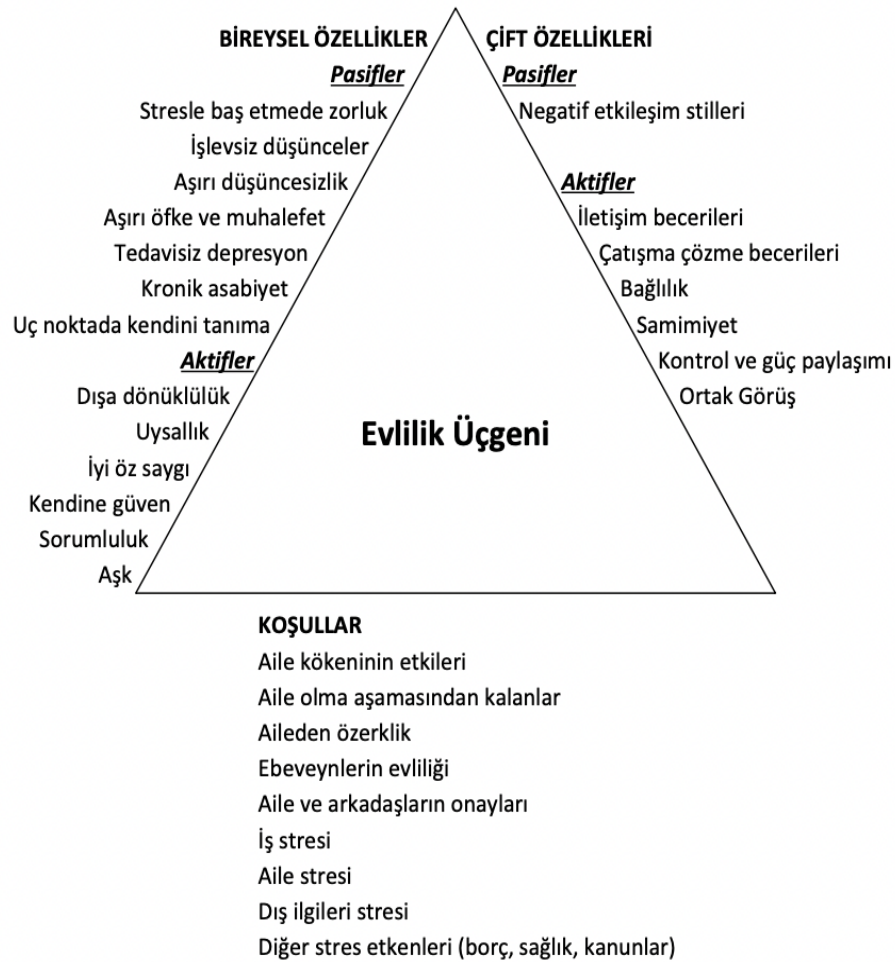 BİREYSEL ÖZELLİKLER
Pasifler
Stresle baş etmede zorluk
İşlevsiz düşünceler
Aşırı düşüncesizlik
Aşırı öfke ve muhalefet
Tedavisiz depresyon
Kronik asabiyet
Uç noktada kendini tanıma
Aktifler
Dışa dönüklülük
Uysallık
İyi öz saygı
Kendine güven
Sorumluluk
Aşk
ÇİFT ÖZELLİKLERİ
Pasifler
Negatif etkileşim stilleri
Aktifler
İletişim becerileri
Çatışma çözme becerileri
Bağlılık
Samimiyet
Kontrol ve güç paylaşımı
Ortak Görüş
Evlilik Üçgeni
KOŞULLAR
Aile kökeninin etkileri
Aile olma aşamasından kalanlar
Aileden özerklik
Ebeveynlerin evliliği
Aile ve arkadaşların onayları
İş stresi
Aile stresi
Dış ilgileri stresi
Diğer stres etkenleri (borç, sağlık, kanunlar)